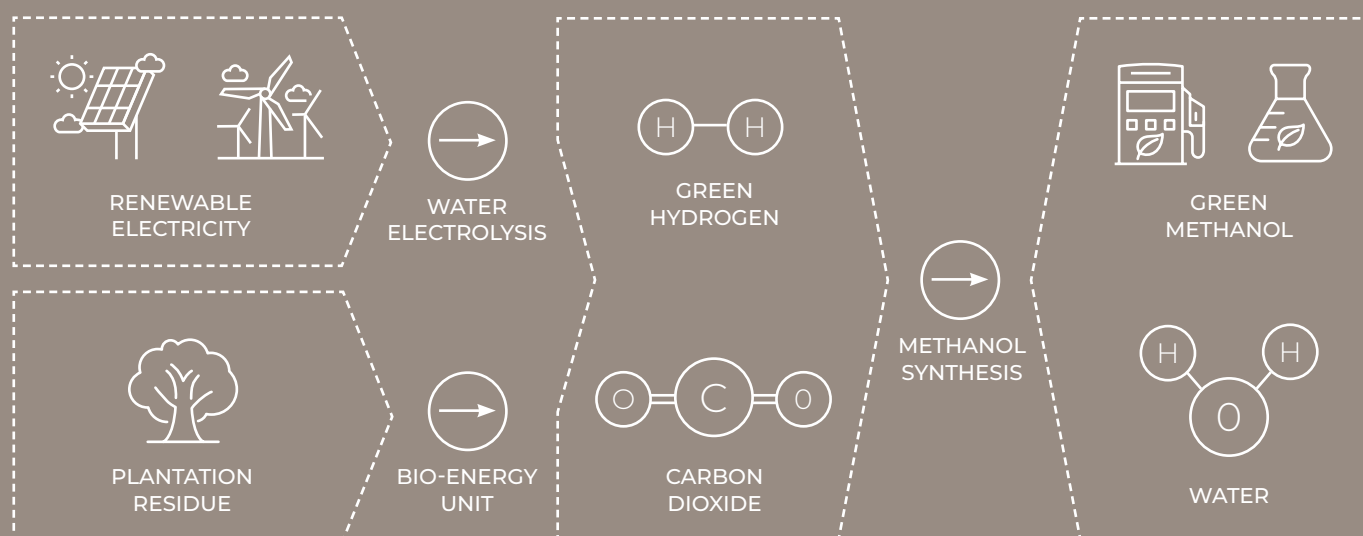 RENEWABLE
ELECTRICITY
WATER
ELECTROLYSIS
H H
GREEN
HYDROGEN
GREEN
METHANOL
PLANTATION
RESIDUE
BIO-ENERGY
UNIT
O C O
CARBON
DIOXIDE
METHANOL
SYNTHESIS
H H
O
WATER